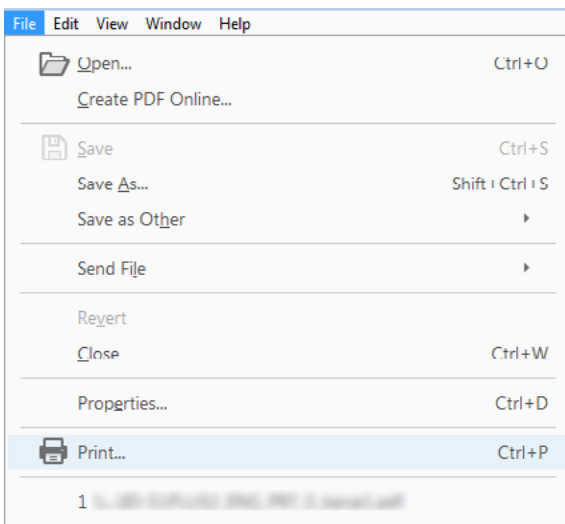 File Edit View Window Help
Open... Ctrl+O
Create PDF Online...
Save Ctrl+S
Save As... Shift+Ctrl+S
Save as Other
Send File
Revert
Close Ctrl+W
Properties... Ctrl+D
Print... Ctrl+P
1